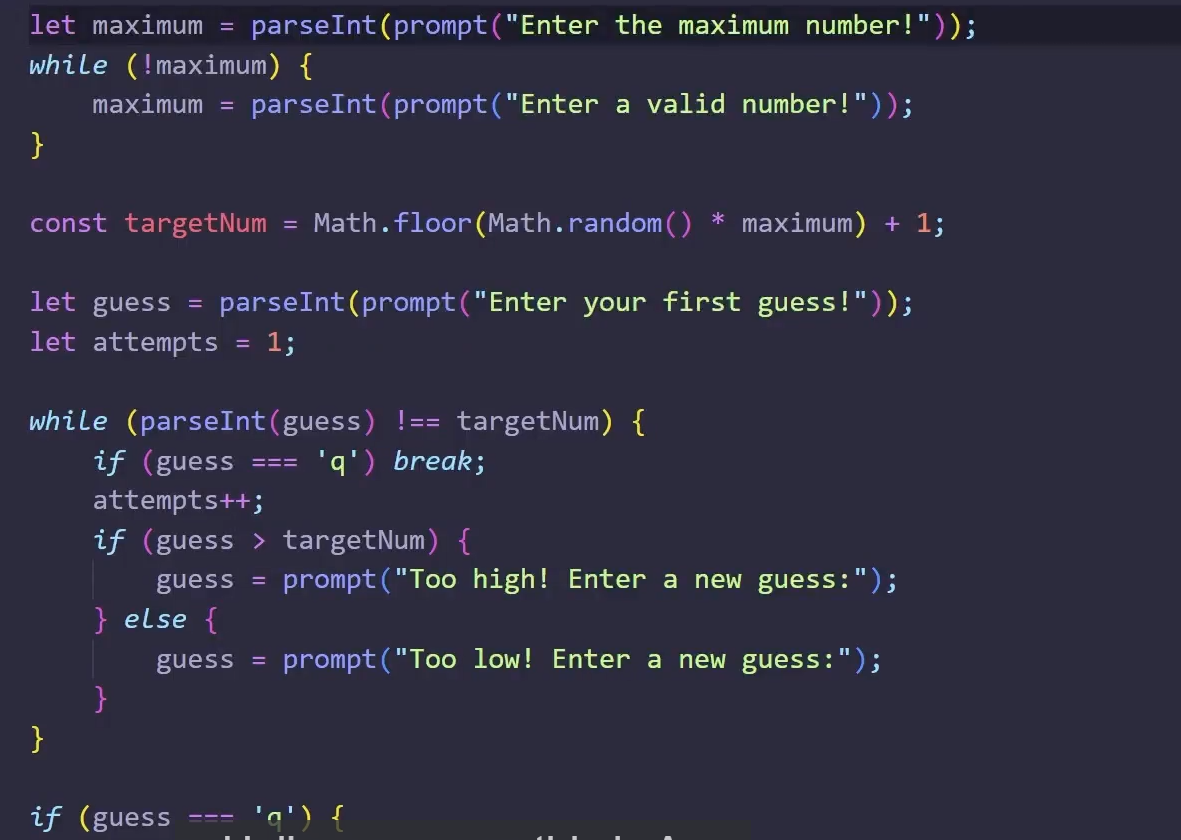 let maximum = parseInt(prompt("Enter the maximum number!"));
while (!maximum) {
    maximum = parseInt(prompt("Enter a valid number!"));
}

const targetNum = Math.floor(Math.random() * maximum) + 1;

let guess = parseInt(prompt("Enter your first guess!"));
let attempts = 1;

while (parseInt(guess) !== targetNum) {
    if (guess === 'q') break;
    attempts++;
    if (guess > targetNum) {
        guess = prompt("Too high! Enter a new guess:");
    } else {
        guess = prompt("Too low! Enter a new guess:");
    }
}

if (guess === 'q') {